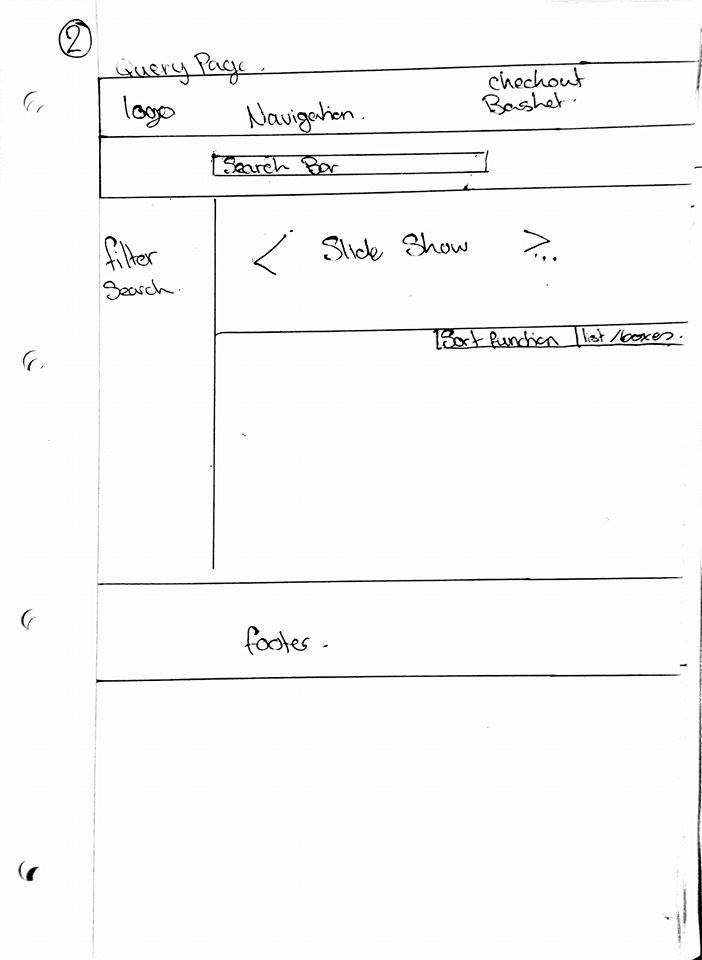 2
Query Page.
logo
Navigation.
checkout
Basket.
Search Bar
filter
Search.
< Slide Show >...
Sort function
list/boxes.
footer.